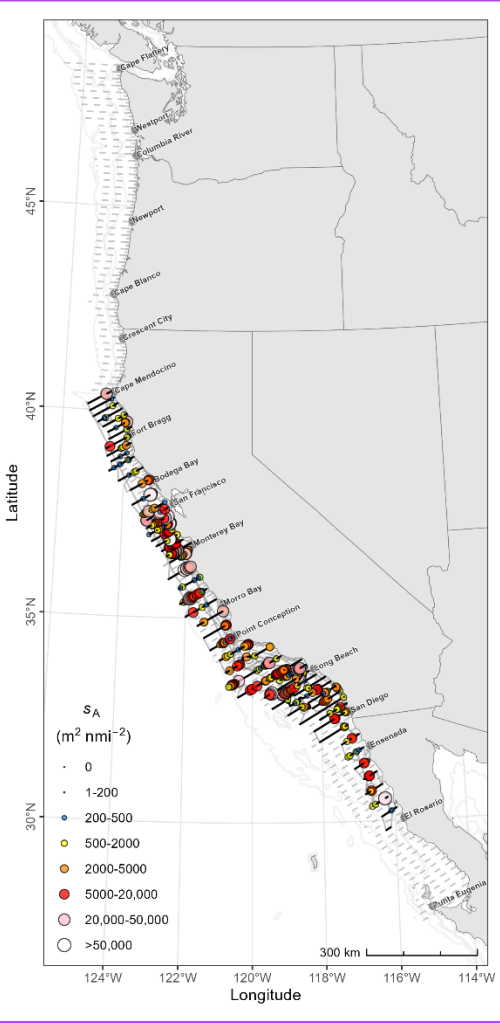 Cape Flattery
Westport
Columbia River
45°N
Newport
Cape Blanco
Crescent City
Cape Mendocino
40°N
Fort Bragg
Bodega Bay
San Francisco
Monterey Bay
Latitude
35°N
Morro Bay
Point Conception
Long Beach
San Diego
Ensenada
El Rosario
30°N
Punta Eugenia
sA
(m² nmi⁻²)
0
1-200
200-500
500-2000
2000-5000
5000-20,000
20,000-50,000
>50,000
300 km
124°W 122°W 120°W 118°W 116°W 114°W
Longitude